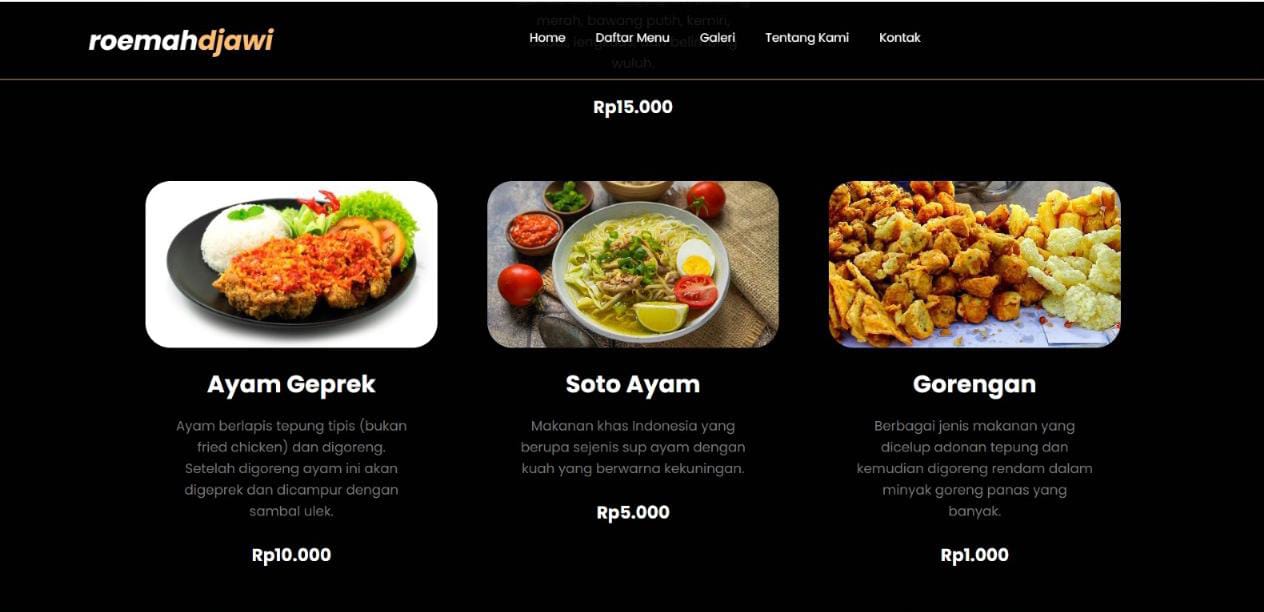 roemahdjawi
Home Daftar Menu Galeri Tentang Kami Kontak
merah, bawang putih, kemiri,
wuluh.
Rp15.000
Ayam Geprek
Ayam berlapis tepung tipis (bukan
fried chicken) dan digoreng.
Setelah digoreng ayam ini akan
digeprek dan dicampur dengan
sambal ulek.
Rp10.000
Soto Ayam
Makanan khas Indonesia yang
berupa sejenis sup ayam dengan
kuah yang berwarna kekuningan.
Rp5.000
Gorengan
Berbagai jenis makanan yang
dicelup adonan tepung dan
kemudian digoreng rendam dalam
minyak goreng panas yang
banyak.
Rp1.000